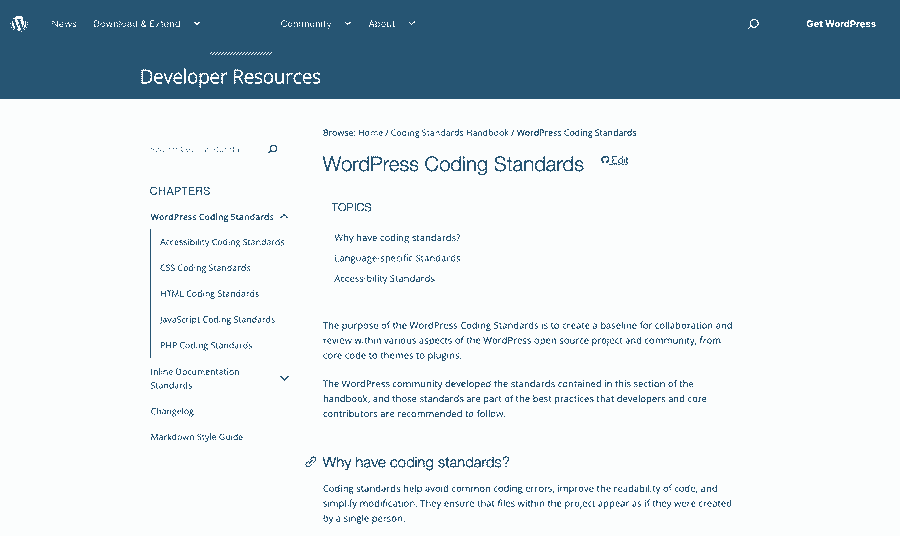 News Download & Extend Community About Get WordPress
Developer Resources
Browse: Home / Coding Standards Handbook / WordPress Coding Standards
WordPress Coding Standards Edit
CHAPTERS
WordPress Coding Standards
Accessibility Coding Standards
CSS Coding Standards
HTML Coding Standards
JavaScript Coding Standards
PHP Coding Standards
Inline Documentation
Standards
Changelog
Markdown Style Guide
TOPICS
Why have coding standards?
Language-specific Standards
Accessibility Standards
The purpose of the WordPress Coding Standards is to create a baseline for collaboration and
review within various aspects of the WordPress open source project and community, from
core code to themes to plugins.
The WordPress community developed the standards contained in this section of the
handbook, and those standards are part of the best practices that developers and core
contributors are recommended to follow.
Why have coding standards?
Coding standards help avoid common coding errors, improve the readability of code, and
simplify modification. They ensure that files within the project appear as if they were created
by a single person.